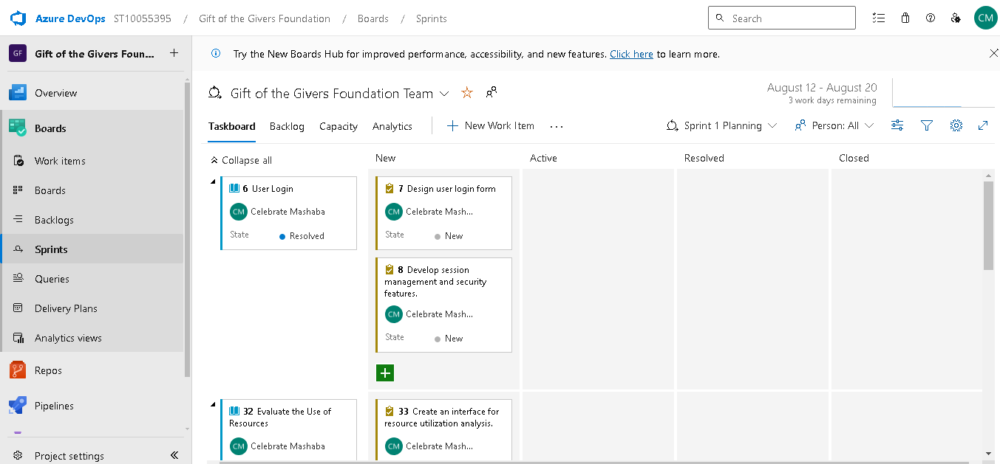 Azure DevOps ST10055395 / Gift of the Givers Foundation / Boards / Sprints
Search
CM
GF Gift of the Givers Foun...
Try the New Boards Hub for improved performance, accessibility, and new features. Click here to learn more.
Overview
Boards
Work items
Boards
Backlogs
Sprints
Queries
Delivery Plans
Analytics views
Repos
Pipelines
Project settings
Gift of the Givers Foundation Team
August 12 - August 20
3 work days remaining
Taskboard Backlog Capacity Analytics New Work Item ...
Sprint 1 Planning Person: All
Collapse all New Active Resolved Closed
6 User Login
CM Celebrate Mashaba
State Resolved
7 Design user login form
CM Celebrate Mash...
State New
8 Develop session
management and security
features.
CM Celebrate Mash...
State New
32 Evaluate the Use of
Resources
CM Celebrate Mashaba
33 Create an interface for
resource utilization analysis.
CM Celebrate Mash...